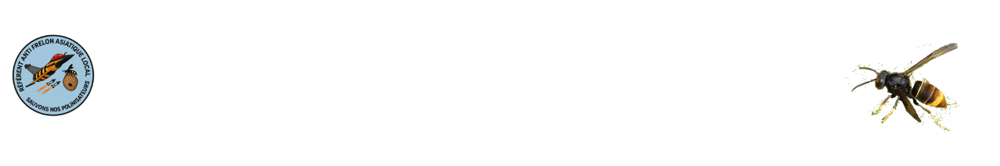 RÉFÉRENT ANTI FRELON ASIATIQUE LOCAL
SAUVONS NOS POLINISATEURS